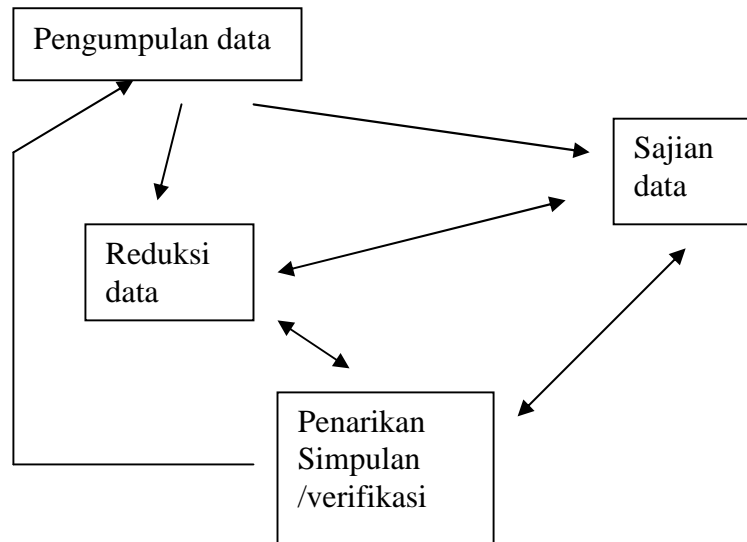 Pengumpulan data
Sajian
data
Reduksi
data
Penarikan
Simpulan
/verifikasi